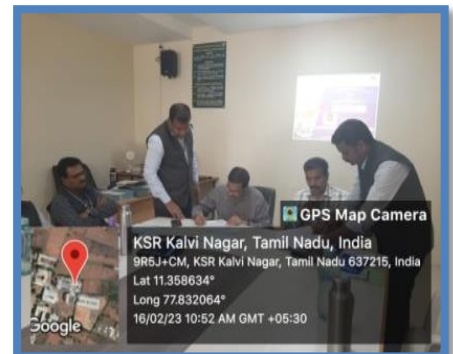 GPS Map Camera
KSR Kalvi Nagar, Tamil Nadu, India
9R5J+CM, KSR Kalvi Nagar, Tamil Nadu 637215, India
Lat 11.358634°
Long 77.832064°
16/02/23 10:52 AM GMT +05:30
Google